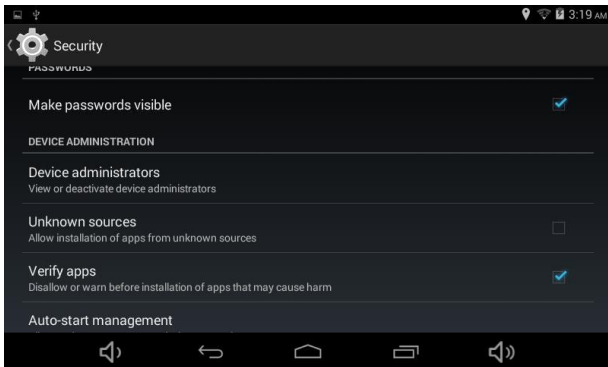 3:19 AM
Security
PASSWORDS
Make passwords visible
DEVICE ADMINISTRATION
Device administrators
View or deactivate device administrators
Unknown sources
Allow installation of apps from unknown sources
Verify apps
Disallow or warn before installation of apps that may cause harm
Auto-start management